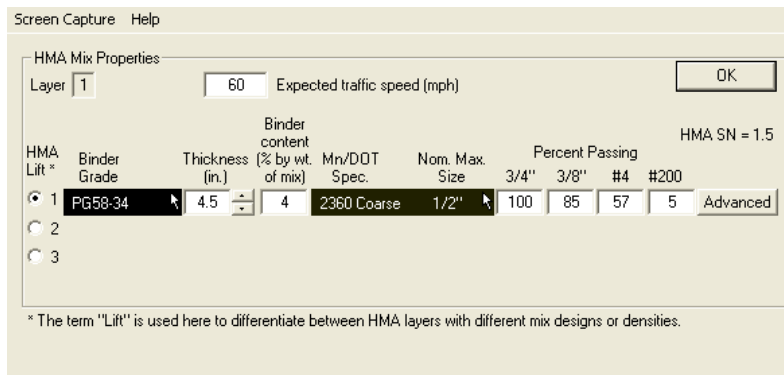 Screen Capture Help
HMA Mix Properties
Layer 1 60 Expected traffic speed (mph)
OK
HMA SN = 1.5
HMA Lift * Binder Grade Thickness (in.) Binder content (% by wt. of mix) Mn/DOT Spec. Nom. Max. Size Percent Passing 3/4" 3/8" #4 #200
1 PG58-34 4.5 4 2360 Coarse 1/2" 100 85 57 5 Advanced
2
3
* The term "Lift" is used here to differentiate between HMA layers with different mix designs or densities.